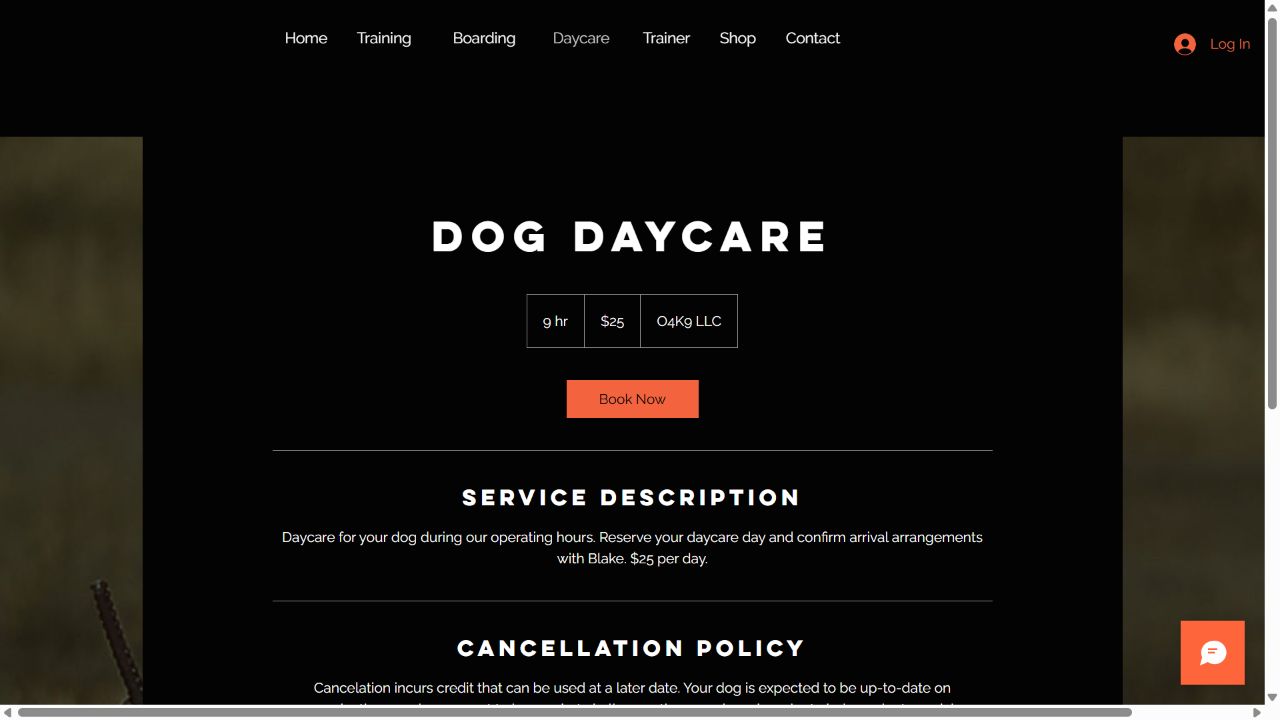 Home Training Boarding Daycare Trainer Shop Contact
Log In
DOG DAYCARE
9 hr $25 O4K9 LLC
Book Now
SERVICE DESCRIPTION
Daycare for your dog during our operating hours. Reserve your daycare day and confirm arrival arrangements
with Blake. $25 per day.
CANCELLATION POLICY
Cancelation incurs credit that can be used at a later date. Your dog is expected to be up-to-date on